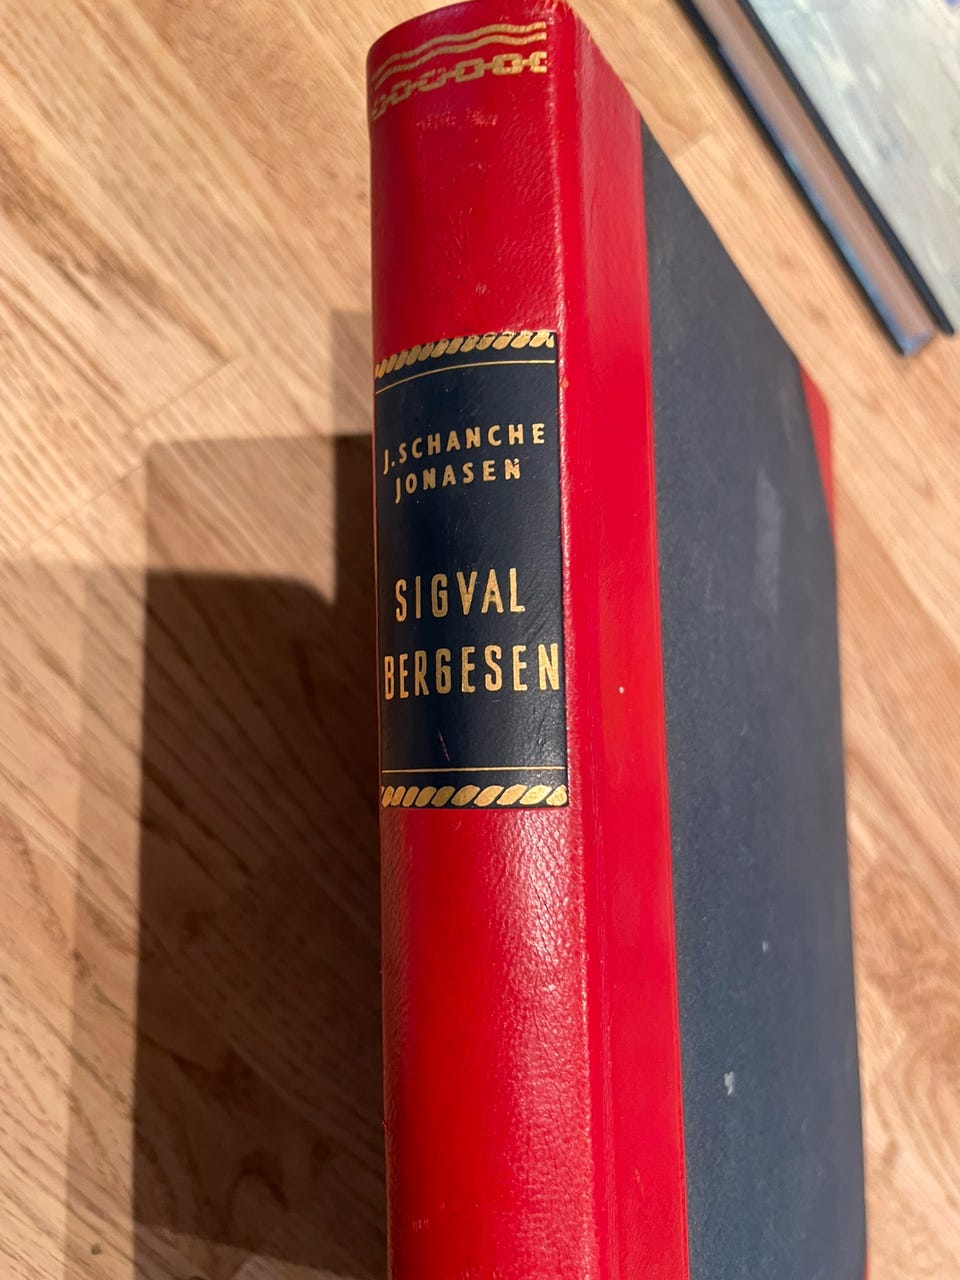 J.SCHANCHE
JONASEN
SIGVAL
BERGESEN